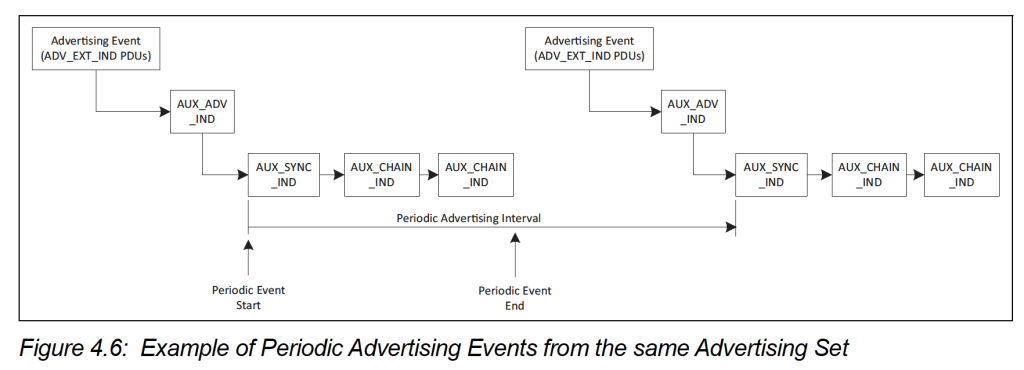 Advertising Event
(ADV_EXT_IND PDUs)
Advertising Event
(ADV_EXT_IND PDUs)
AUX_ADV
_IND
AUX_ADV
_IND
AUX_SYNC
_IND
AUX_CHAIN
_IND
AUX_CHAIN
_IND
AUX_SYNC
_IND
AUX_CHAIN
_IND
AUX_CHAIN
_IND
Periodic Advertising Interval
Periodic Event
Start
Periodic Event
End
Figure 4.6: Example of Periodic Advertising Events from the same Advertising Set